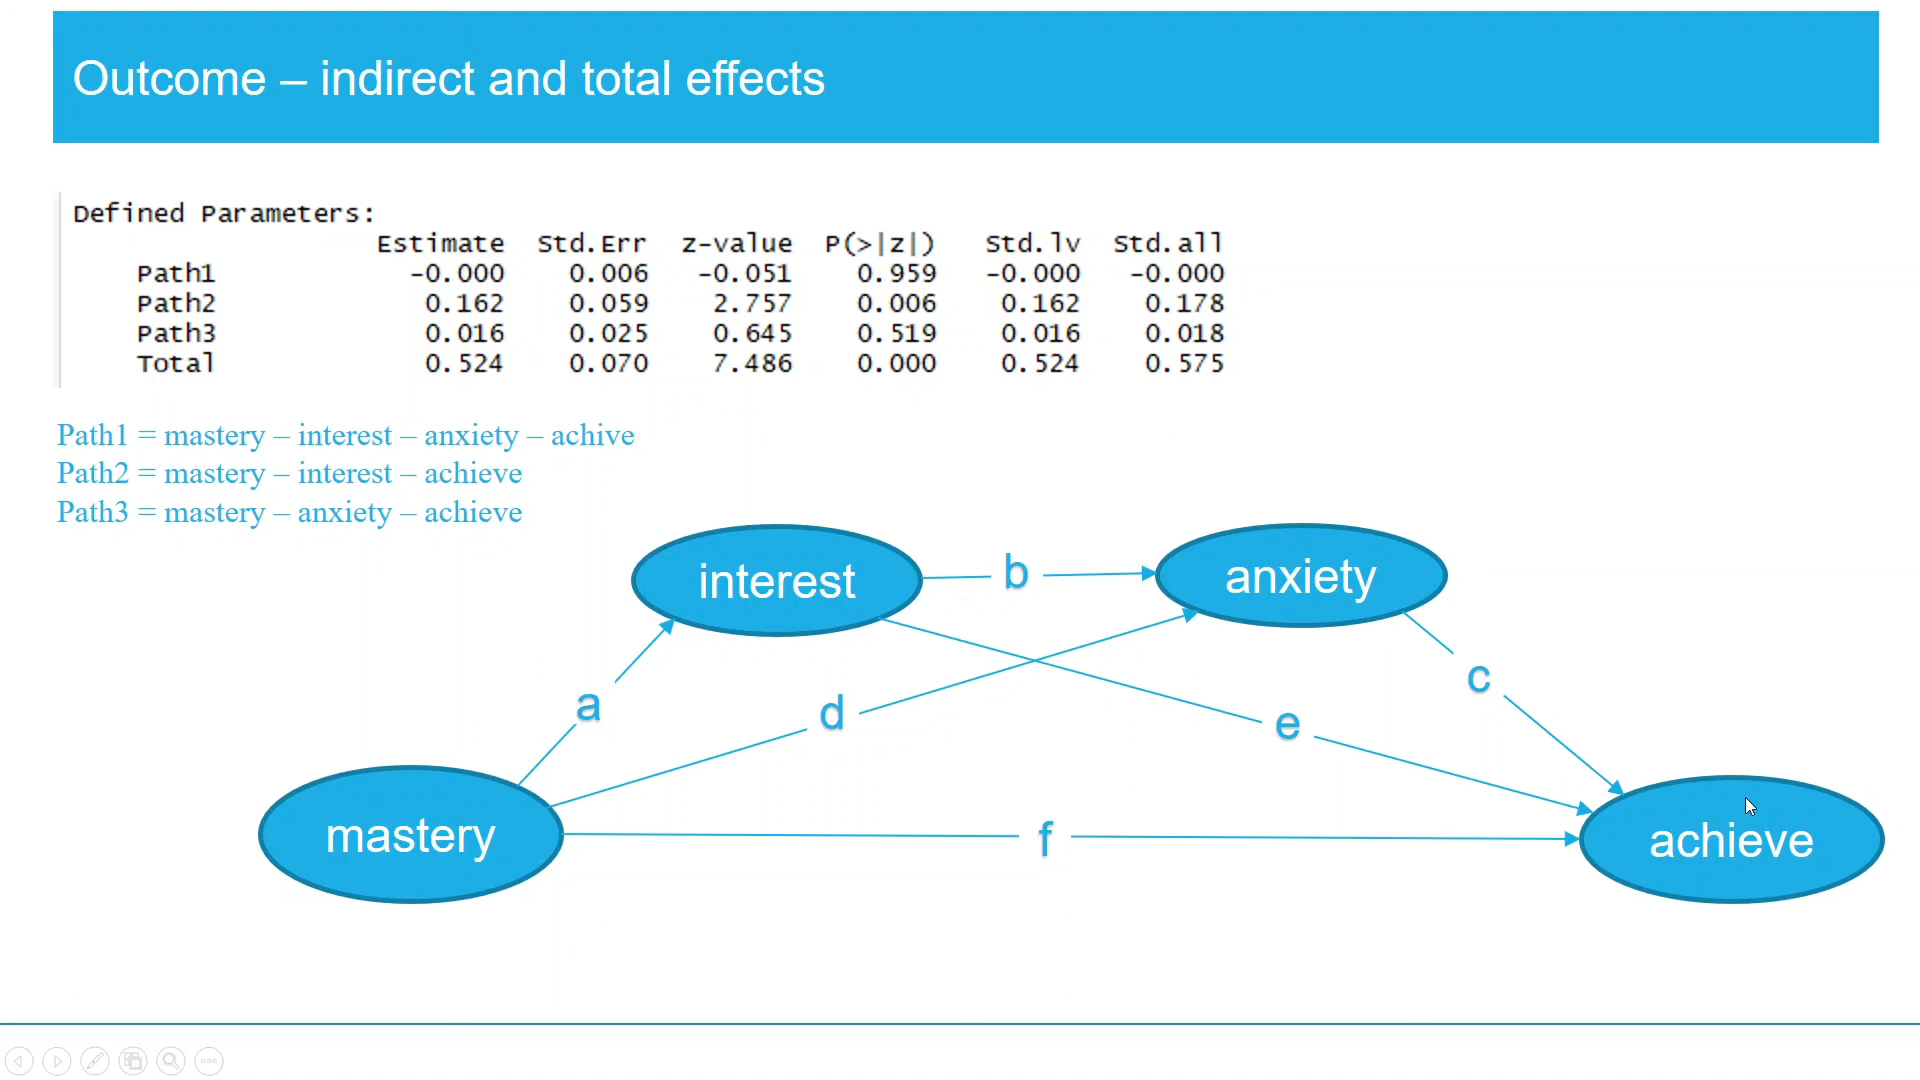 Outcome – indirect and total effects
Defined Parameters:
Estimate Std.Err z-value P(>|z|) Std.lv Std.all
Path1 -0.000 0.006 -0.051 0.959 -0.000 -0.000
Path2 0.162 0.059 2.757 0.006 0.162 0.178
Path3 0.016 0.025 0.645 0.519 0.016 0.018
Total 0.524 0.070 7.486 0.000 0.524 0.575
Path1 = mastery – interest – anxiety – achive
Path2 = mastery – interest – achieve
Path3 = mastery – anxiety – achieve
interest
b
anxiety
a
d
e
c
mastery
f
achieve